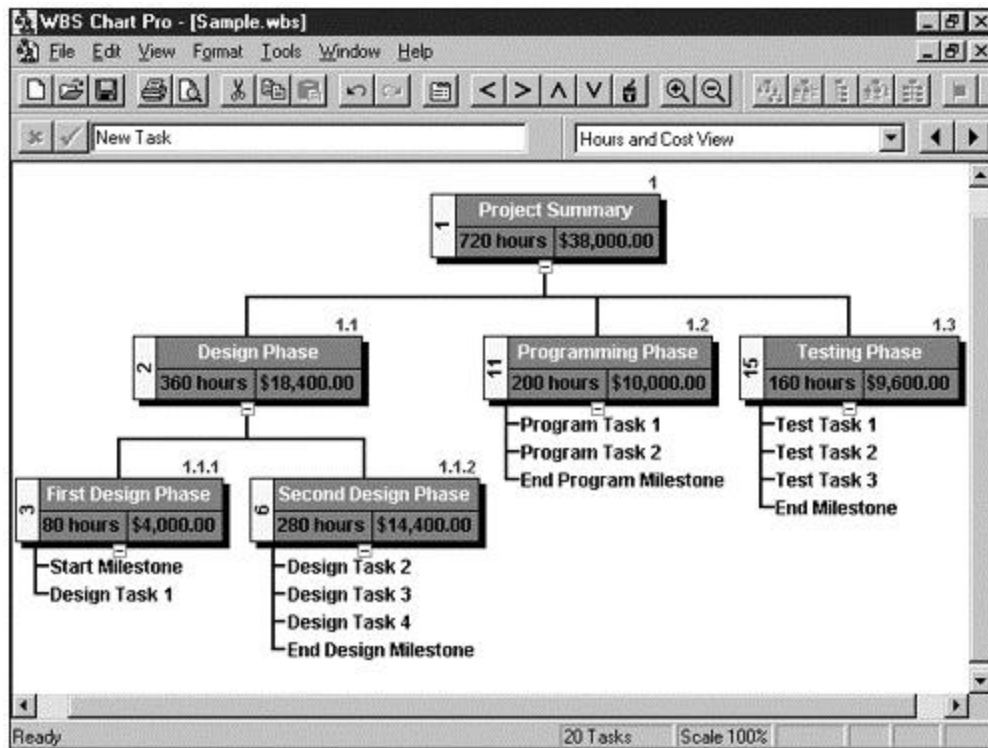 WBS Chart Pro - [Sample.wbs]
File Edit View Format Tools Window Help
New Task
Hours and Cost View
1
1
Project Summary
720 hours $38,000.00
1.1
2
Design Phase
360 hours $18,400.00
1.2
11
Programming Phase
200 hours $10,000.00
Program Task 1
Program Task 2
End Program Milestone
1.3
15
Testing Phase
160 hours $9,600.00
Test Task 1
Test Task 2
Test Task 3
End Milestone
1.1.1
3
First Design Phase
80 hours $4,000.00
Start Milestone
Design Task 1
1.1.2
6
Second Design Phase
280 hours $14,400.00
Design Task 2
Design Task 3
Design Task 4
End Design Milestone
Ready 20 Tasks Scale 100%